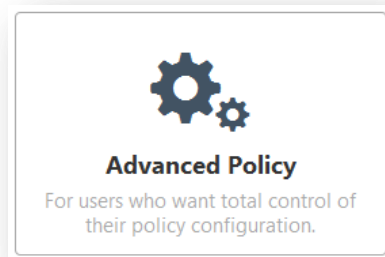 Advanced Policy
For users who want total control of
their policy configuration.